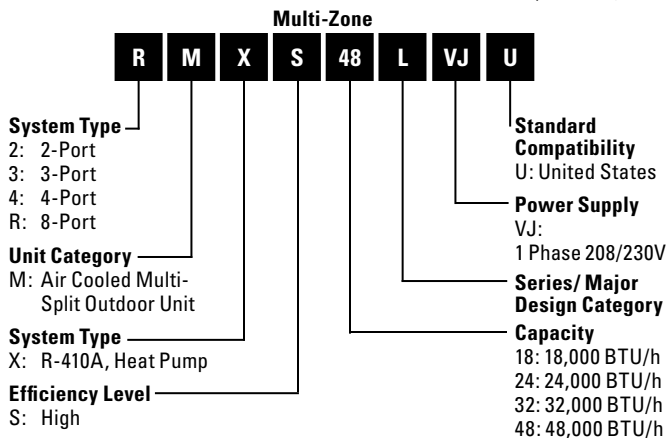 Multi-Zone
R M X S 48 L VJ U
System Type
2: 2-Port
3: 3-Port
4: 4-Port
R: 8-Port
Unit Category
M: Air Cooled Multi-
Split Outdoor Unit
System Type
X: R-410A, Heat Pump
Efficiency Level
S: High
Standard
Compatibility
U: United States
Power Supply
VJ:
1 Phase 208/230V
Series/ Major
Design Category
Capacity
18: 18,000 BTU/h
24: 24,000 BTU/h
32: 32,000 BTU/h
48: 48,000 BTU/h